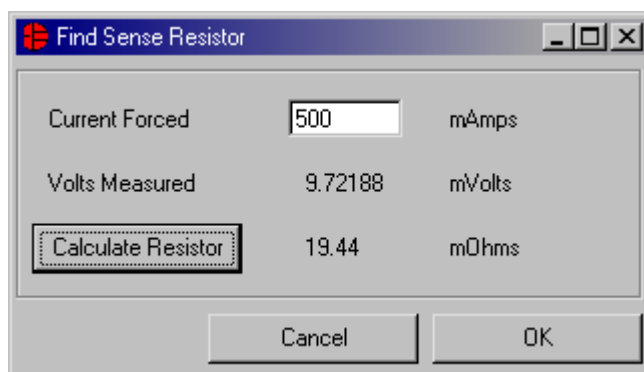 Find Sense Resistor
Current Forced 500 mAmps
Volts Measured 9.72188 mVolts
Calculate Resistor 19.44 mOhms
Cancel OK